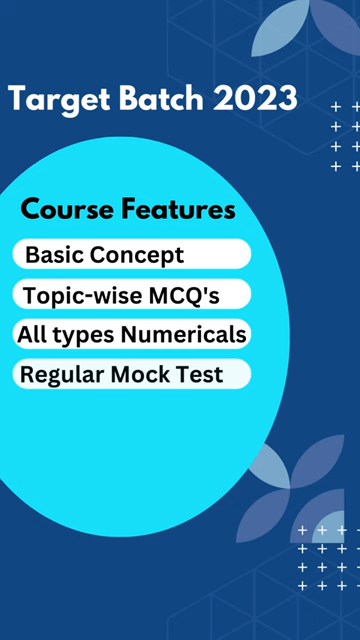 Target Batch 2023
Course Features
Basic Concept
Topic-wise MCQ's
All types Numericals
Regular Mock Test